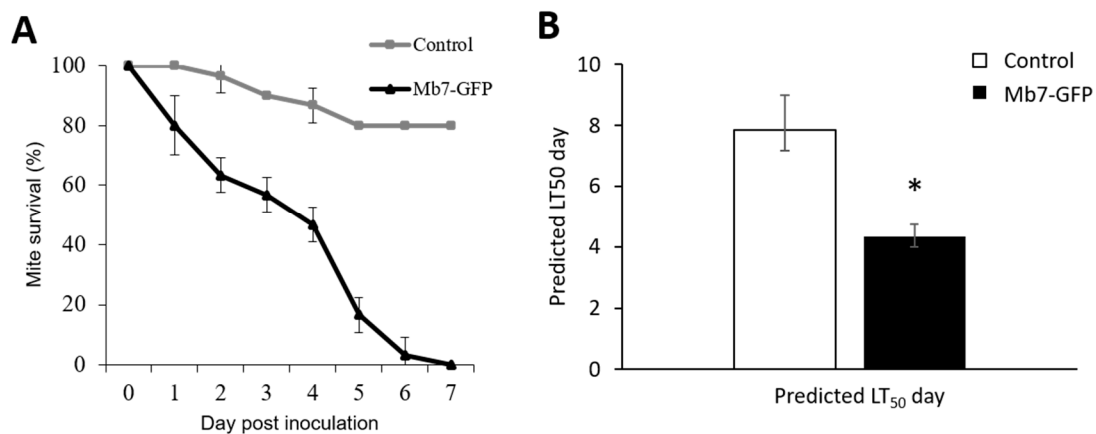 A
Control
Mb7-GFP
Mite survival (%)
100
80
60
40
20
0
0 1 2 3 4 5 6 7
Day post inoculation
B
Control
Mb7-GFP
Predicted LT50 day
10
8
6
4
2
0
*
Predicted LT₅₀ day